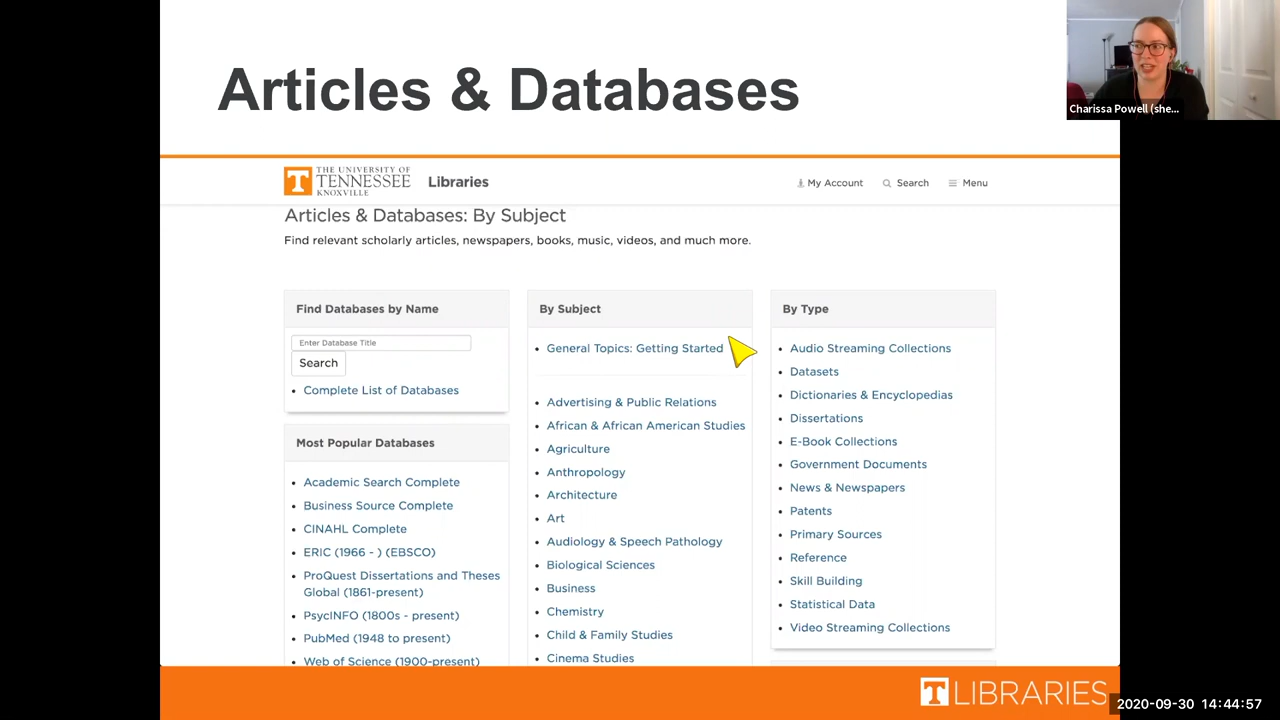 Articles & Databases
Charissa Powell (she...
THE UNIVERSITY OF
TENNESSEE
KNOXVILLE
Libraries
My Account
Search
Menu
Articles & Databases: By Subject
Find relevant scholarly articles, newspapers, books, music, videos, and much more.
Find Databases by Name
Enter Database Title
Search
Complete List of Databases
Most Popular Databases
Academic Search Complete
Business Source Complete
CINAHL Complete
ERIC (1966 - ) (EBSCO)
ProQuest Dissertations and Theses
Global (1861-present)
PsycINFO (1800s - present)
PubMed (1948 to present)
Web of Science (1900-present)
By Subject
General Topics: Getting Started
Advertising & Public Relations
African & African American Studies
Agriculture
Anthropology
Architecture
Art
Audiology & Speech Pathology
Biological Sciences
Business
Chemistry
Child & Family Studies
Cinema Studies
By Type
Audio Streaming Collections
Datasets
Dictionaries & Encyclopedias
Dissertations
E-Book Collections
Government Documents
News & Newspapers
Patents
Primary Sources
Reference
Skill Building
Statistical Data
Video Streaming Collections
T LIBRARIES
2020-09-30 14:44:57